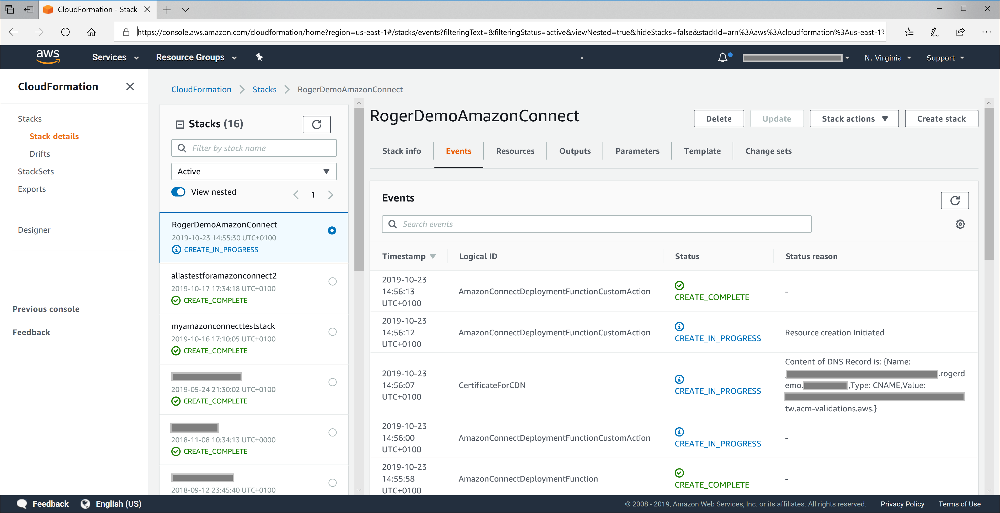 CloudFormation - Stack
https://console.aws.amazon.com/cloudformation/home?region=us-east-1#/stacks/events?filteringText=&filteringStatus=active&viewNested=true&hideStacks=false&stackId=arn%3Aaws%3Acloudformation%3Aus-east-1%
aws
Services
Resource Groups
N. Virginia
Support
CloudFormation
Stacks
Stack details
Drifts
StackSets
Exports
Designer
Previous console
Feedback
CloudFormation
Stacks
RogerDemoAmazonConnect
Stacks (16)
Filter by stack name
Active
View nested
1
RogerDemoAmazonConnect
2019-10-23 14:55:30 UTC+0100
CREATE_IN_PROGRESS
aliastestforamazonconnect2
2019-10-17 17:34:18 UTC+0100
CREATE_COMPLETE
myamazonconnectteststack
2019-10-16 17:10:05 UTC+0100
CREATE_COMPLETE
2019-05-24 21:30:02 UTC+0100
CREATE_COMPLETE
2018-11-08 10:34:13 UTC+0000
CREATE_COMPLETE
2018-09-12 23:45:40 UTC+0100
RogerDemoAmazonConnect
Delete
Update
Stack actions
Create stack
Stack info
Events
Resources
Outputs
Parameters
Template
Change sets
Events
Search events
Timestamp
Logical ID
Status
Status reason
2019-10-23
14:56:13
UTC+0100
AmazonConnectDeploymentFunctionCustomAction
CREATE_COMPLETE
-
2019-10-23
14:56:12
UTC+0100
AmazonConnectDeploymentFunctionCustomAction
CREATE_IN_PROGRESS
Resource creation Initiated
2019-10-23
14:56:07
UTC+0100
CertificateForCDN
CREATE_IN_PROGRESS
Content of DNS Record is: {Name:
.rogerd
emo. ,Type: CNAME,Value:
tw.acm-validations.aws.}
2019-10-23
14:56:00
UTC+0100
AmazonConnectDeploymentFunctionCustomAction
CREATE_IN_PROGRESS
-
2019-10-23
14:55:58
UTC+0100
AmazonConnectDeploymentFunction
CREATE_COMPLETE
-
Feedback
English (US)
© 2008 - 2019, Amazon Web Services, Inc. or its affiliates. All rights reserved.
Privacy Policy
Terms of Use